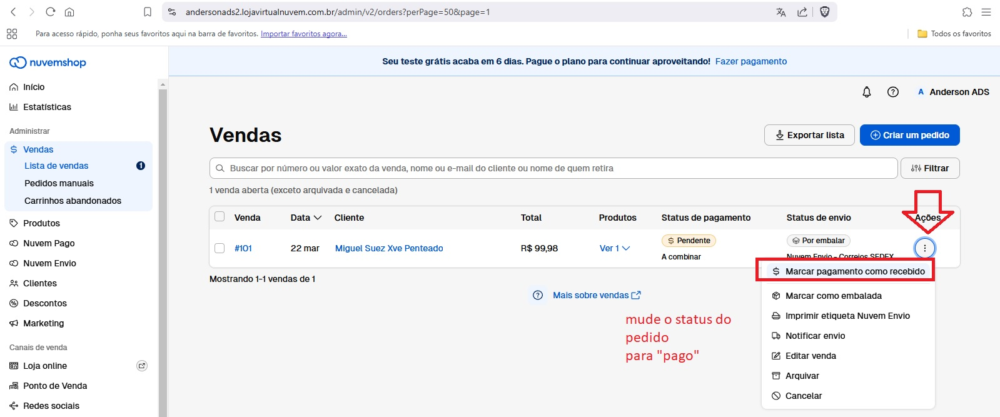 andersonads2.lojavirtualnuvem.com.br/admin/v2/orders?perPage=50&page=1
Para acesso rápido, ponha seus favoritos aqui na barra de favoritos. Importar favoritos agora...
Todos os favoritos
nuvemshop
Seu teste grátis acaba em 6 dias. Pague o plano para continuar aproveitando! Fazer pagamento
Início
Estatísticas
Administrar
Vendas
Lista de vendas 1
Pedidos manuais
Carrinhos abandonados
Produtos
Nuvem Pago
Nuvem Envio
Clientes
Descontos
Marketing
Canais de venda
Loja online
Ponto de Venda
Redes sociais
A Anderson ADS
Vendas
Exportar lista
Criar um pedido
Buscar por número ou valor exato da venda, nome ou e-mail do cliente ou nome de quem retira
Filtrar
1 venda aberta (exceto arquivada e cancelada)
Venda Data Cliente Total Produtos Status de pagamento Status de envio Ações
#101 22 mar Miguel Suez Xve Penteado R$ 99,98 Ver 1 $ Pendente Por embalar
A combinar Nuvem Envio - Correios SEDEX
Mostrando 1-1 vendas de 1
Mais sobre vendas
$ Marcar pagamento como recebido
Marcar como embalada
Imprimir etiqueta Nuvem Envio
Notificar envio
Editar venda
Arquivar
Cancelar
mude o status do
pedido
para "pago"